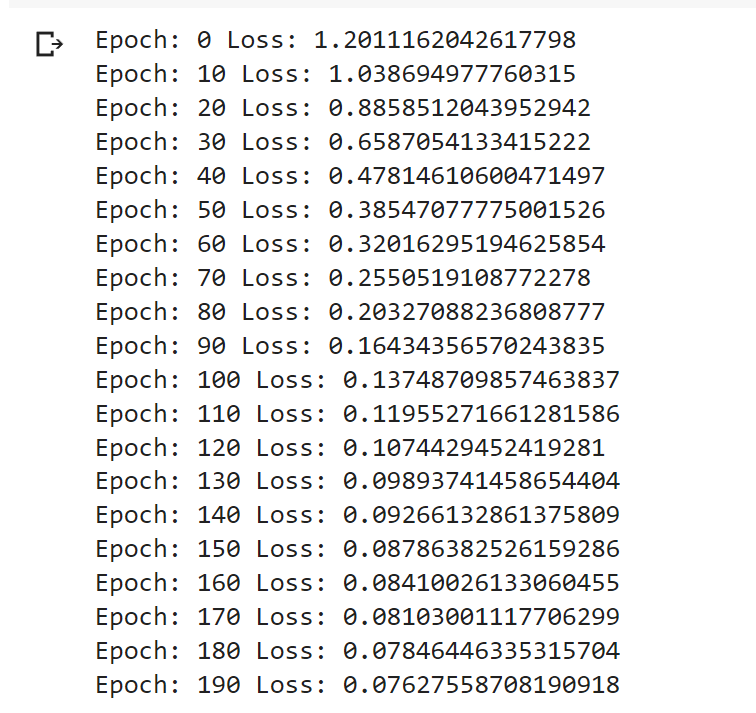 Epoch: 0 Loss: 1.2011162042617798
Epoch: 10 Loss: 1.038694977760315
Epoch: 20 Loss: 0.8858512043952942
Epoch: 30 Loss: 0.6587054133415222
Epoch: 40 Loss: 0.47814610600471497
Epoch: 50 Loss: 0.38547077775001526
Epoch: 60 Loss: 0.32016295194625854
Epoch: 70 Loss: 0.2550519108772278
Epoch: 80 Loss: 0.20327088236808777
Epoch: 90 Loss: 0.16434356570243835
Epoch: 100 Loss: 0.13748709857463837
Epoch: 110 Loss: 0.11955271661281586
Epoch: 120 Loss: 0.1074429452419281
Epoch: 130 Loss: 0.09893741458654404
Epoch: 140 Loss: 0.09266132861375809
Epoch: 150 Loss: 0.08786382526159286
Epoch: 160 Loss: 0.08410026133060455
Epoch: 170 Loss: 0.08103001117706299
Epoch: 180 Loss: 0.07846446335315704
Epoch: 190 Loss: 0.07627558708190918